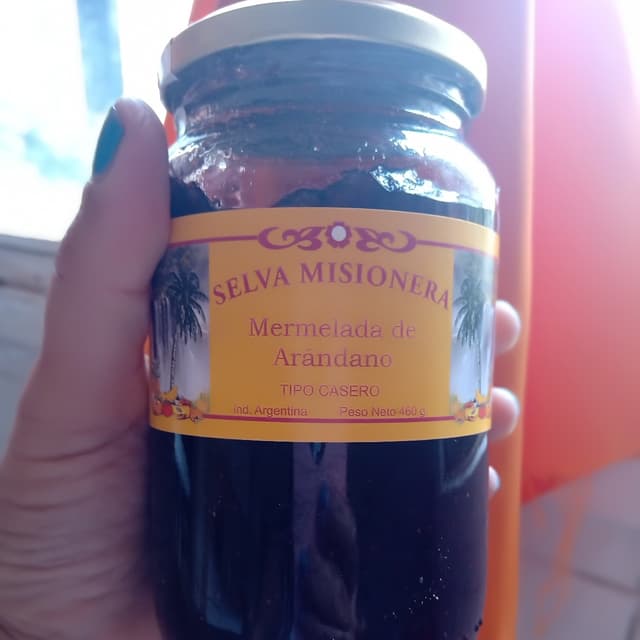 SELVA MISIONERA
Mermelada de
Arándano
TIPO CASERO
Ind. Argentina Peso Neto 460 g.